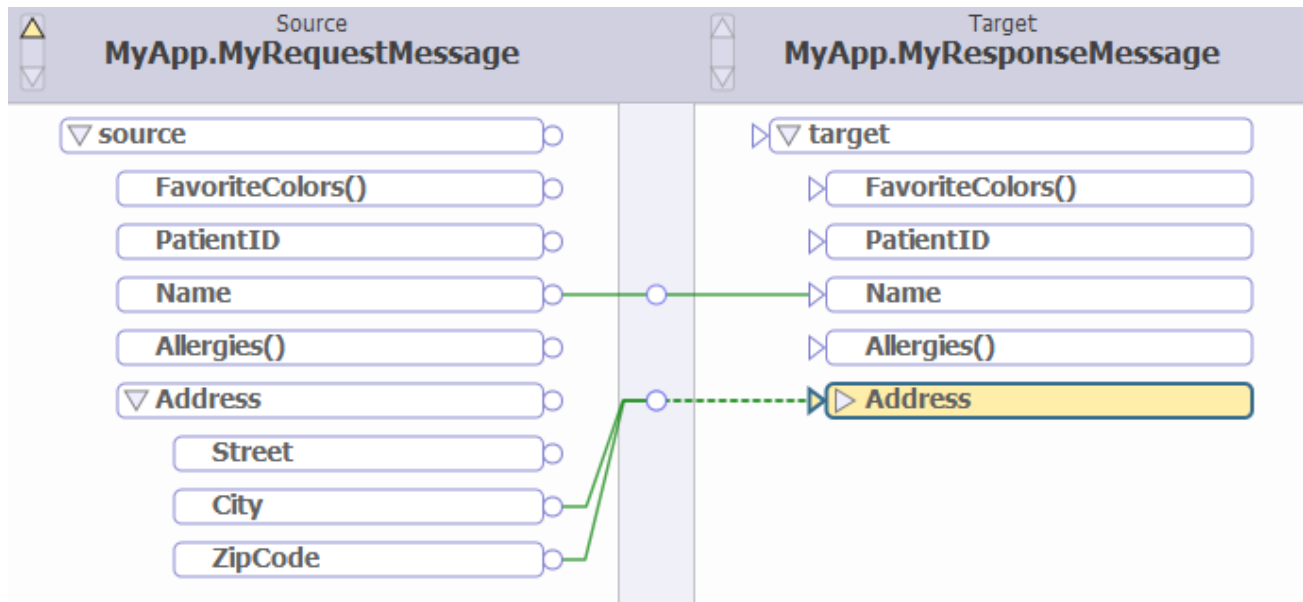 Source
MyApp.MyRequestMessage
Target
MyApp.MyResponseMessage
source
target
FavoriteColors()
FavoriteColors()
PatientID
PatientID
Name
Name
Allergies()
Allergies()
Address
Address
Street
City
ZipCode